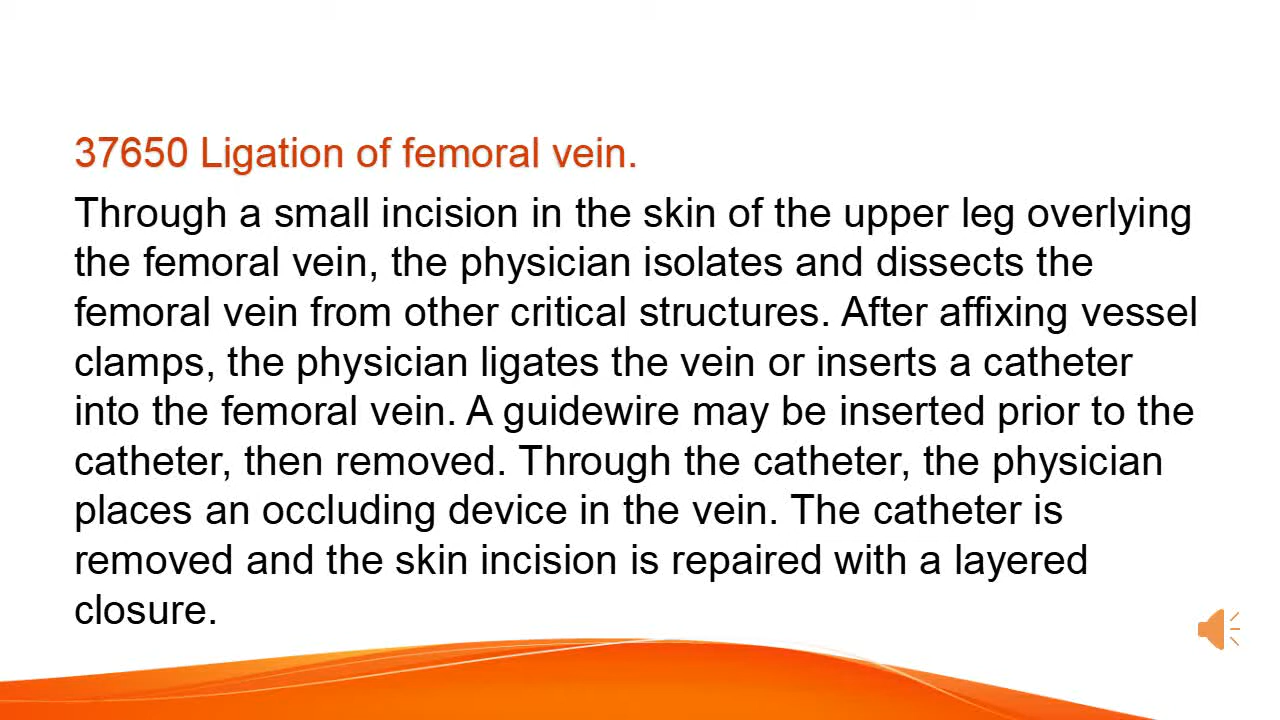 37650 Ligation of femoral vein.
Through a small incision in the skin of the upper leg overlying
the femoral vein, the physician isolates and dissects the
femoral vein from other critical structures. After affixing vessel
clamps, the physician ligates the vein or inserts a catheter
into the femoral vein. A guidewire may be inserted prior to the
catheter, then removed. Through the catheter, the physician
places an occluding device in the vein. The catheter is
removed and the skin incision is repaired with a layered
closure.